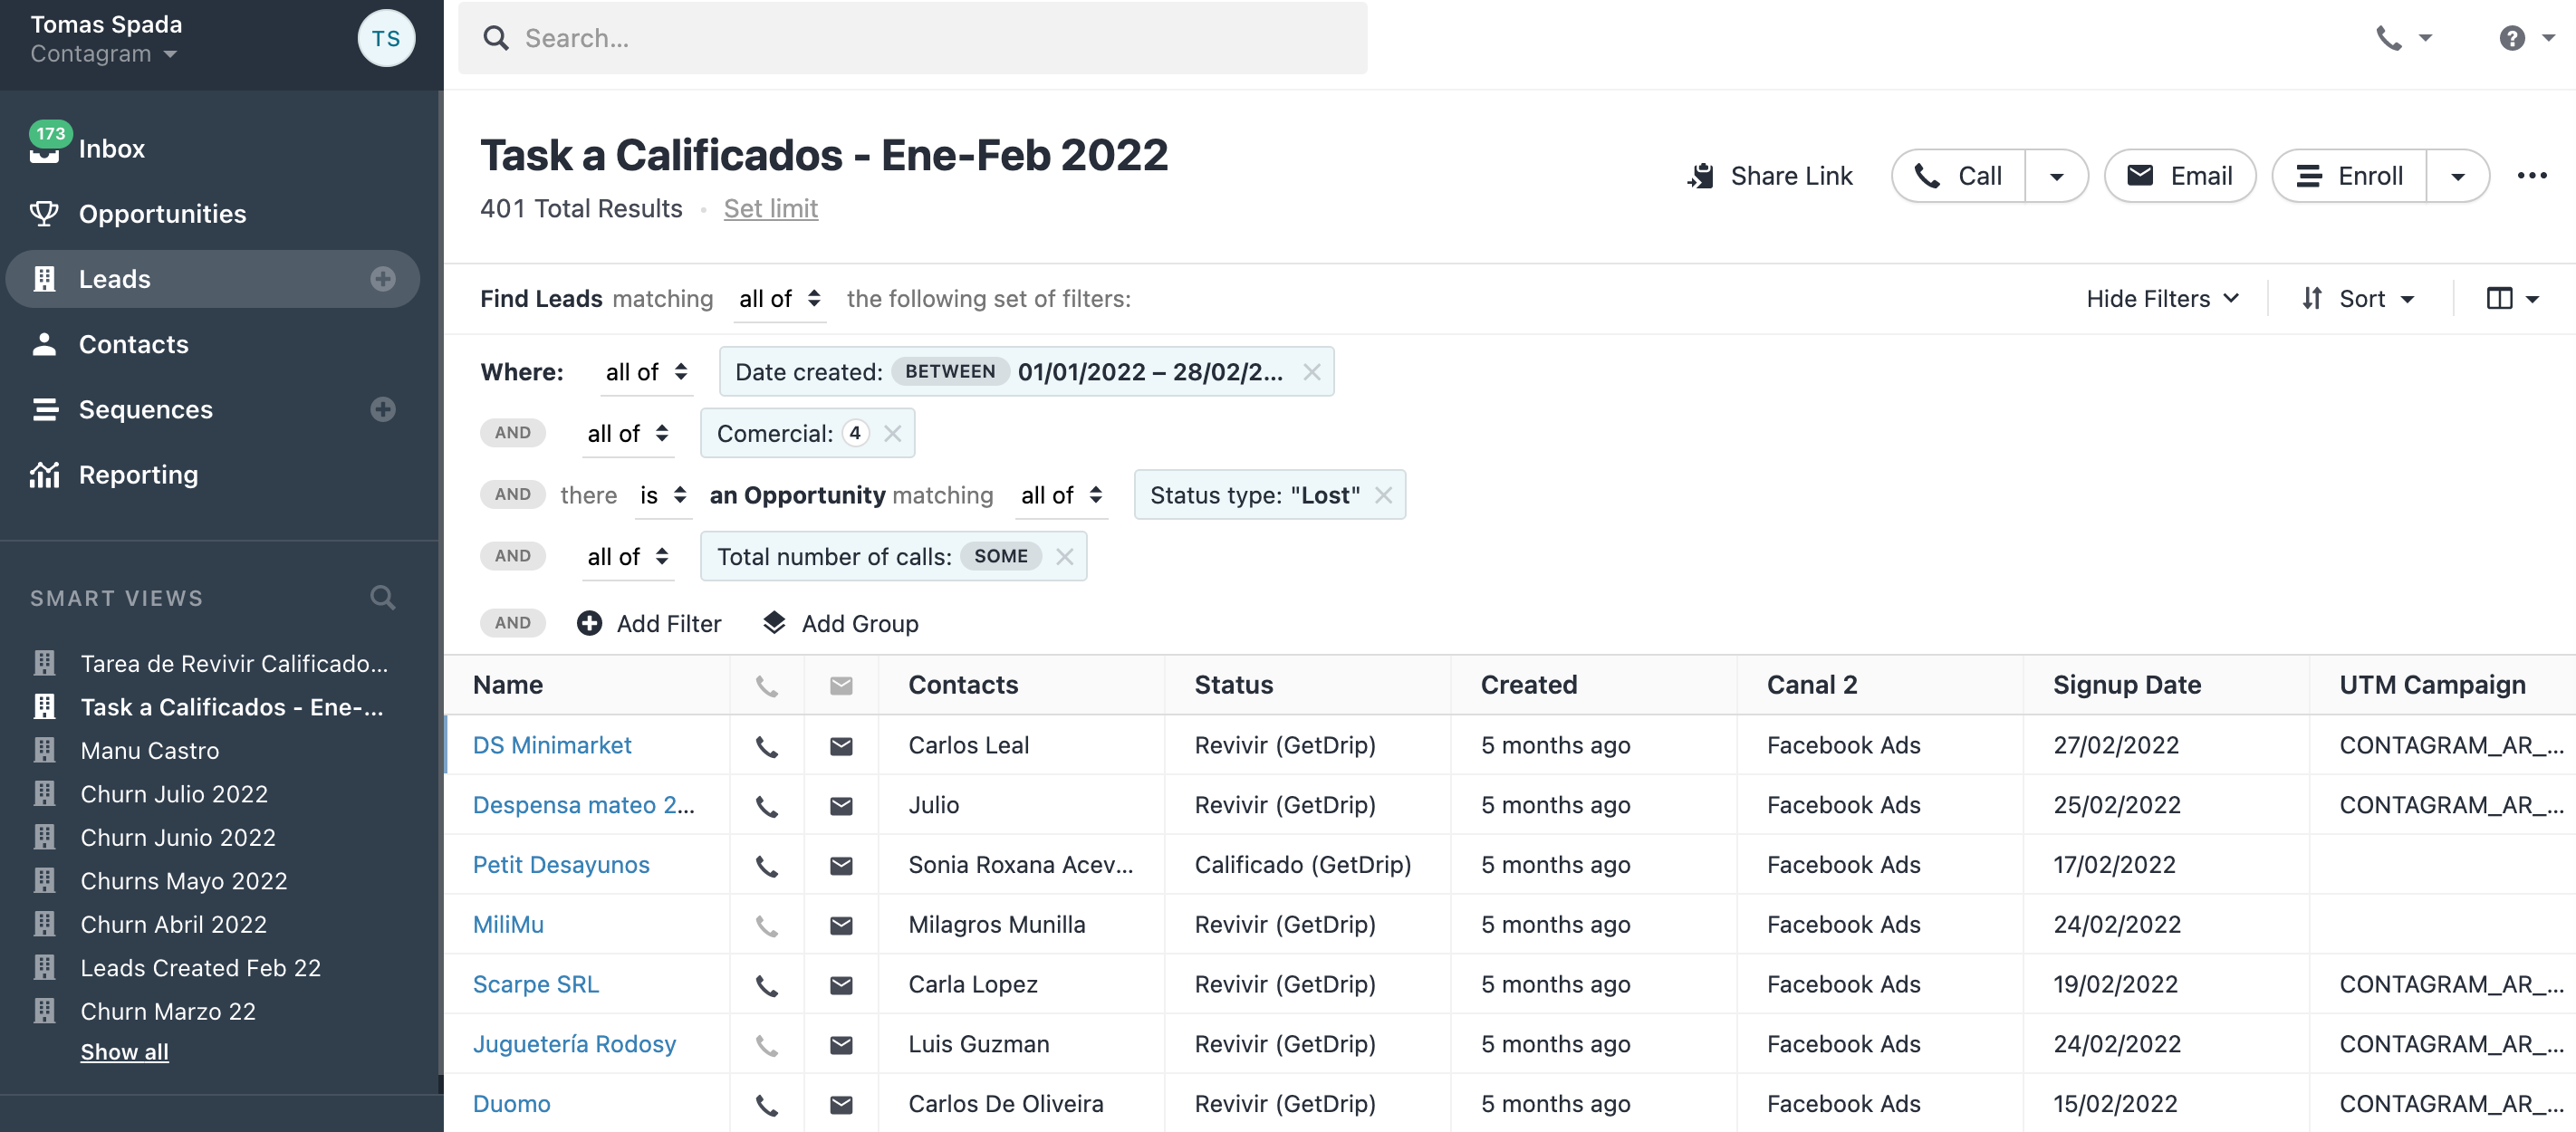 Tomas Spada
Contagram
TS
Search...
173
Inbox
Opportunities
Leads
Contacts
Sequences
Reporting
SMART VIEWS
Tarea de Revivir Calificado...
Task a Calificados - Ene-...
Manu Castro
Churn Julio 2022
Churn Junio 2022
Churns Mayo 2022
Churn Abril 2022
Leads Created Feb 22
Churn Marzo 22
Show all
Task a Calificados - Ene-Feb 2022
401 Total Results • Set limit
Share Link
Call
Email
Enroll
Find Leads matching all of the following set of filters:
Hide Filters
Sort
Where: all of Date created: BETWEEN 01/01/2022 – 28/02/2...
AND all of Comercial: 4
AND there is an Opportunity matching all of Status type: "Lost"
AND all of Total number of calls: SOME
AND Add Filter Add Group
Name Contacts Status Created Canal 2 Signup Date UTM Campaign
DS Minimarket Carlos Leal Revivir (GetDrip) 5 months ago Facebook Ads 27/02/2022 CONTAGRAM_AR_...
Despensa mateo 2... Julio Revivir (GetDrip) 5 months ago Facebook Ads 25/02/2022 CONTAGRAM_AR_...
Petit Desayunos Sonia Roxana Acev... Calificado (GetDrip) 5 months ago Facebook Ads 17/02/2022
MiliMu Milagros Munilla Revivir (GetDrip) 5 months ago Facebook Ads 24/02/2022
Scarpe SRL Carla Lopez Revivir (GetDrip) 5 months ago Facebook Ads 19/02/2022 CONTAGRAM_AR_...
Juguetería Rodosy Luis Guzman Revivir (GetDrip) 5 months ago Facebook Ads 24/02/2022 CONTAGRAM_AR_...
Duomo Carlos De Oliveira Revivir (GetDrip) 5 months ago Facebook Ads 15/02/2022 CONTAGRAM_AR_...